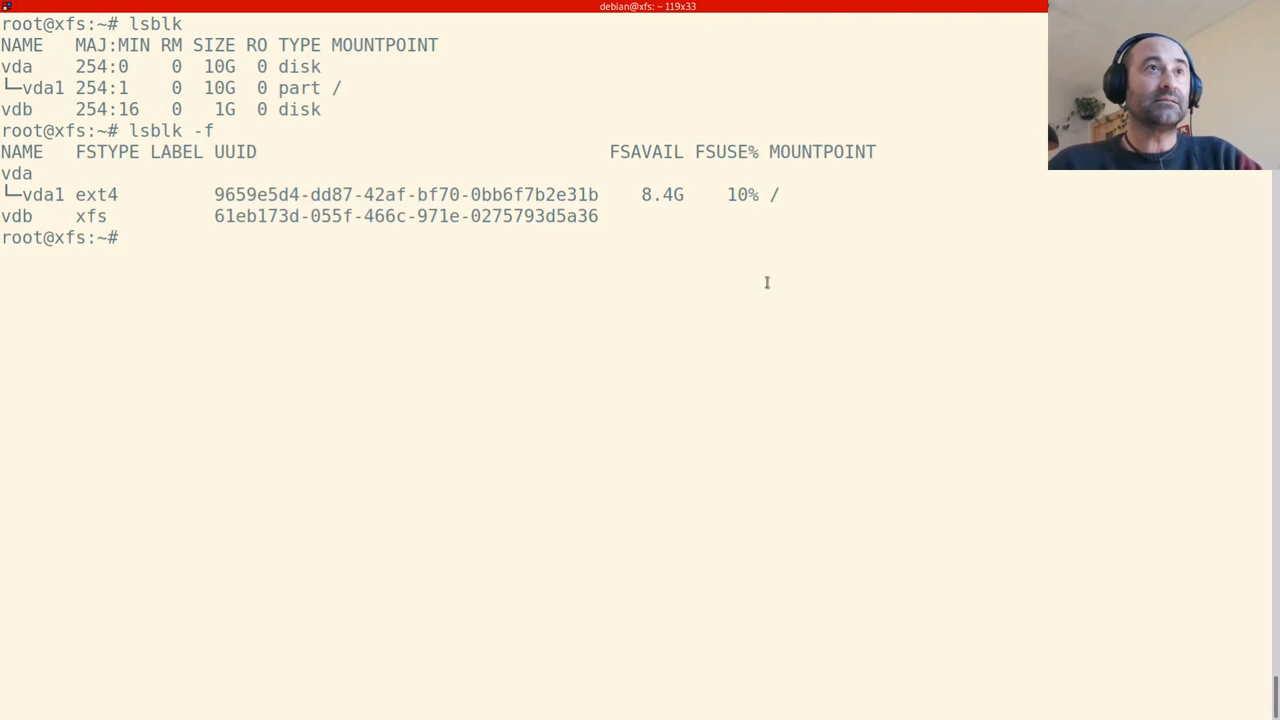 debian@xfs: ~ 119x33
root@xfs:~# lsblk
NAME   MAJ:MIN RM SIZE RO TYPE MOUNTPOINT
vda    254:0    0  10G  0 disk
└─vda1 254:1    0  10G  0 part /
vdb    254:16   0   1G  0 disk
root@xfs:~# lsblk -f
NAME   FSTYPE LABEL UUID                                 FSAVAIL FSUSE% MOUNTPOINT
vda
└─vda1 ext4         9659e5d4-dd87-42af-bf70-0bb6f7b2e31b    8.4G    10% /
vdb    xfs          61eb173d-055f-466c-971e-0275793d5a36
root@xfs:~#